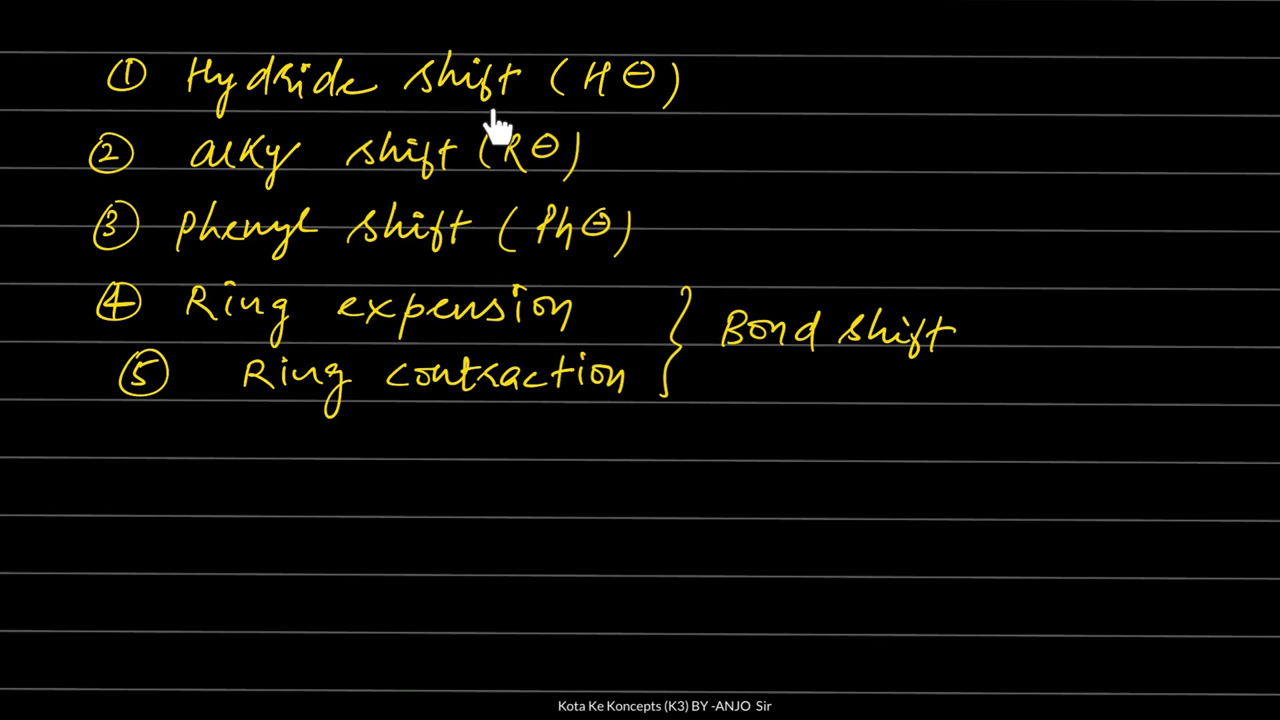 ① Hydride shift (H⊖)
② alky shift (R⊖)
③ phenyl shift (Ph⊖)
④ Ring expension
⑤ Ring contraction
} Bond shift
Kota Ke Koncepts (K3) BY -ANJO Sir